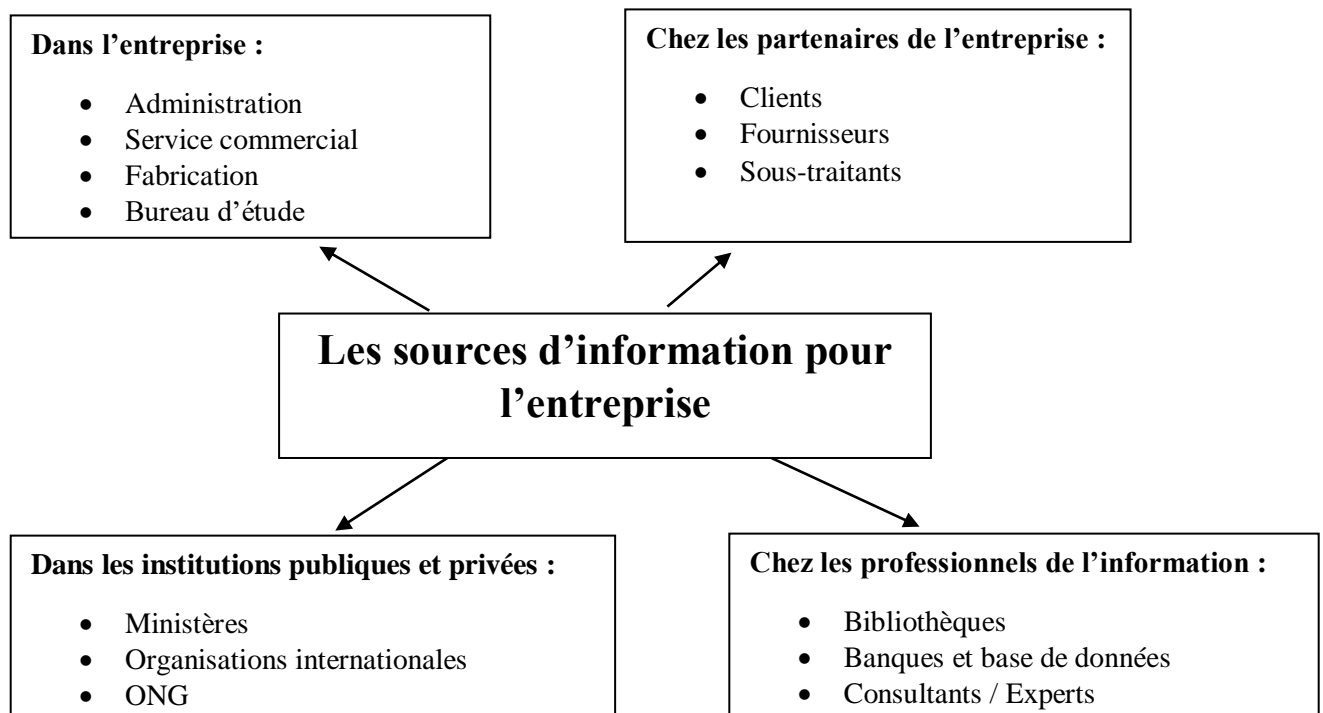 Dans l’entreprise :
• Administration
• Service commercial
• Fabrication
• Bureau d’étude
Chez les partenaires de l’entreprise :
• Clients
• Fournisseurs
• Sous-traitants
Les sources d’information pour
l’entreprise
Dans les institutions publiques et privées :
• Ministères
• Organisations internationales
• ONG
Chez les professionnels de l’information :
• Bibliothèques
• Banques et base de données
• Consultants / Experts